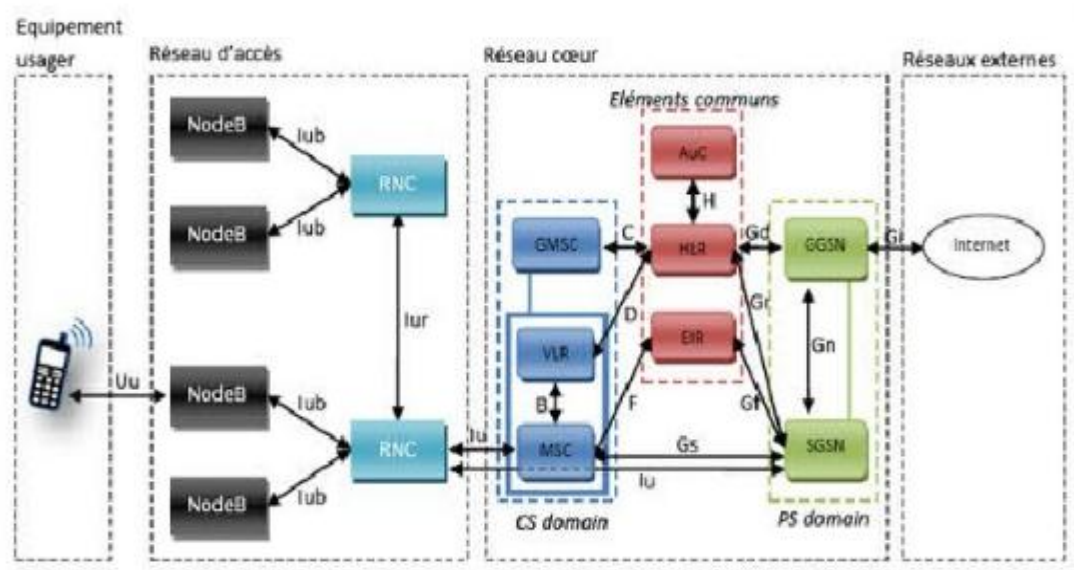 Equipement
usager
Réseau d'accès
Réseau cœur
Réseaux externes
Eléments communs
NodeB
Iub
RNC
AuC
HI
NodeB
Iub
GMSC
C
HLR
Gd
GGSN
Gi
Internet
Iur
D
Gr
VLR
EIR
Gn
Uu
NodeB
Iub
B
F
Gf
RNC
Iu
MSC
Gs
SGSN
Iu
NodeB
Iub
CS domain
PS domain